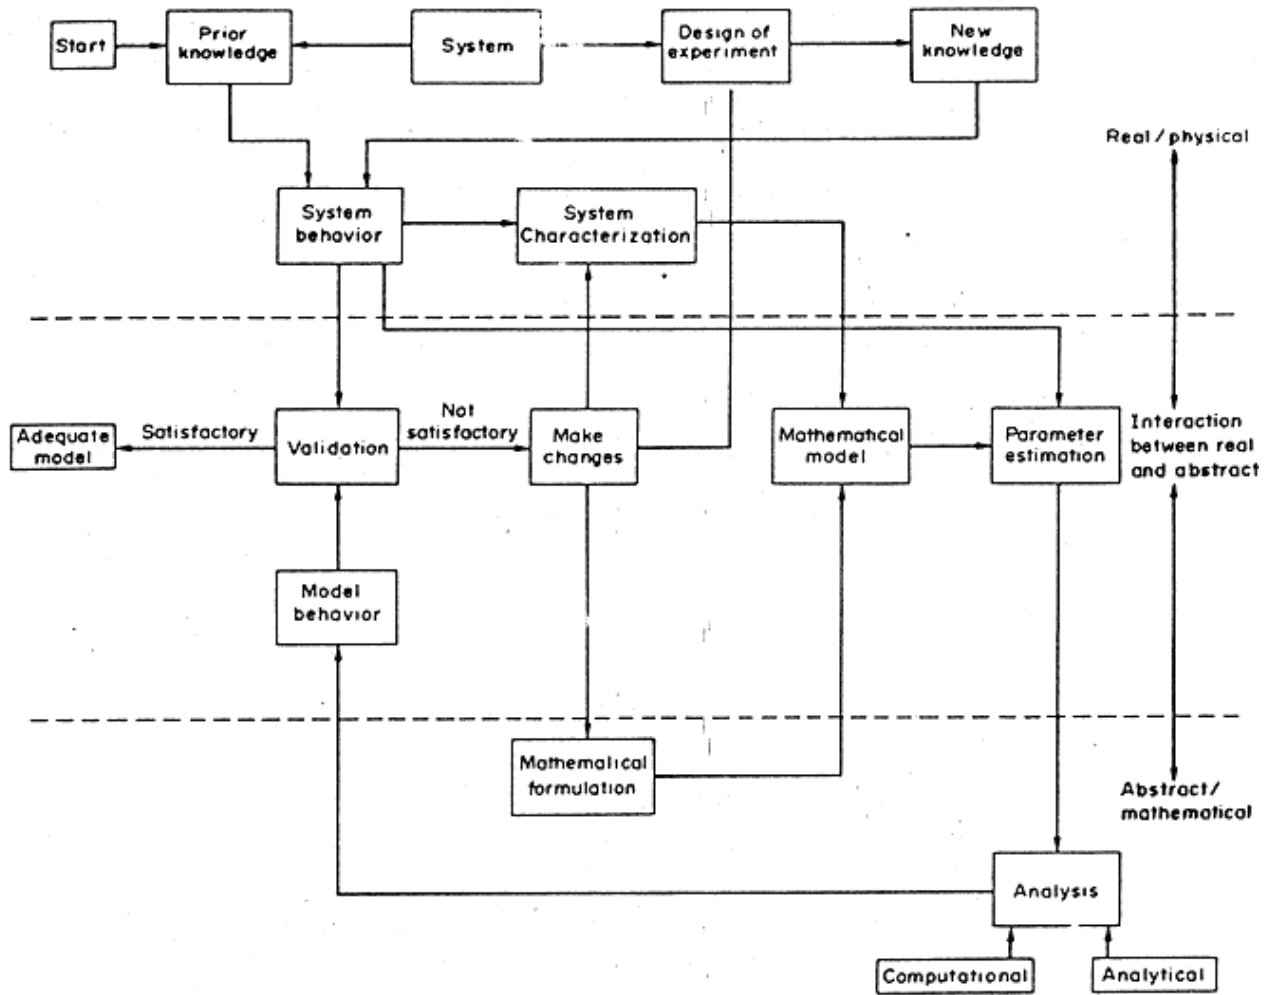 Start
Prior
knowledge
System
Design of
experiment
New
knowledge
Real/physical
System
behavior
System
Characterization
Adequate
model
Satisfactory
Validation
Not
satisfactory
Make
changes
Mathematical
model
Parameter
estimation
Interaction
between real
and abstract
Model
behavior
Mathematical
formulation
Abstract/
mathematical
Analysis
Computational
Analytical